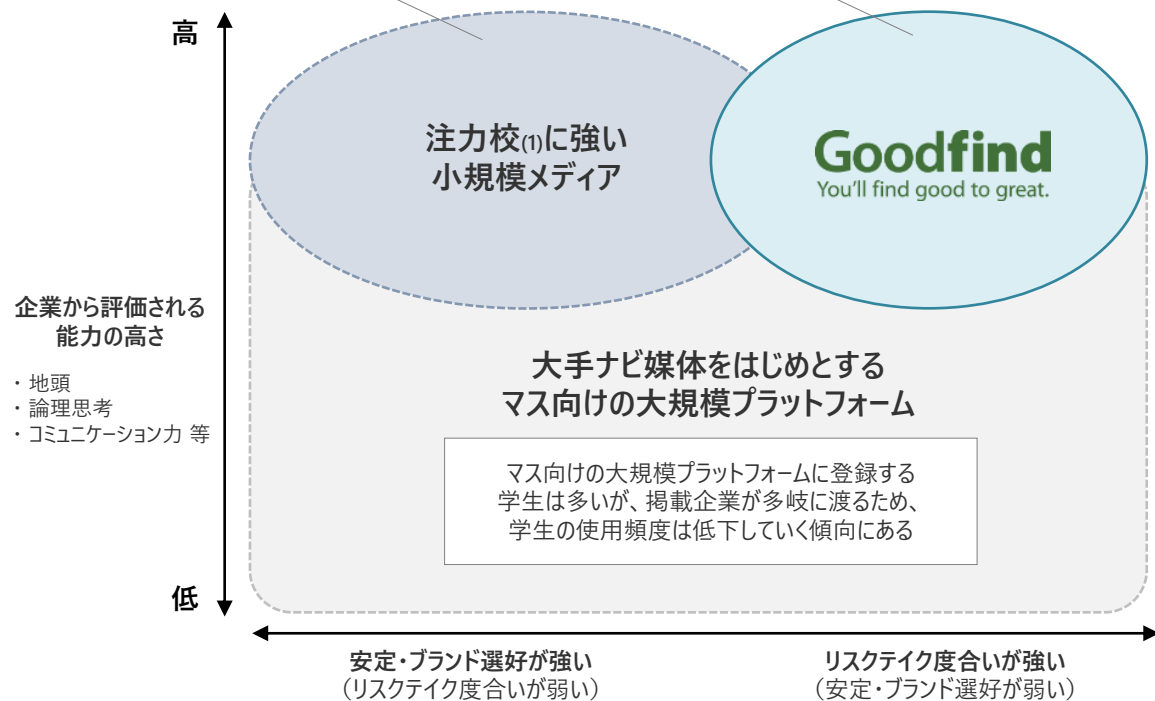 高
注力校(1)に強い
小規模メディア
Goodfind
You'll find good to great.
企業から評価される
能力の高さ
・地頭
・論理思考
・コミュニケーション力 等
大手ナビ媒体をはじめとする
マス向けの大規模プラットフォーム
マス向けの大規模プラットフォームに登録する
学生は多いが、掲載企業が多岐に渡るため、
学生の使用頻度は低下していく傾向にある
低
安定・ブランド選好が強い
（リスクテイク度合いが弱い）
リスクテイク度合いが強い
（安定・ブランド選好が弱い）